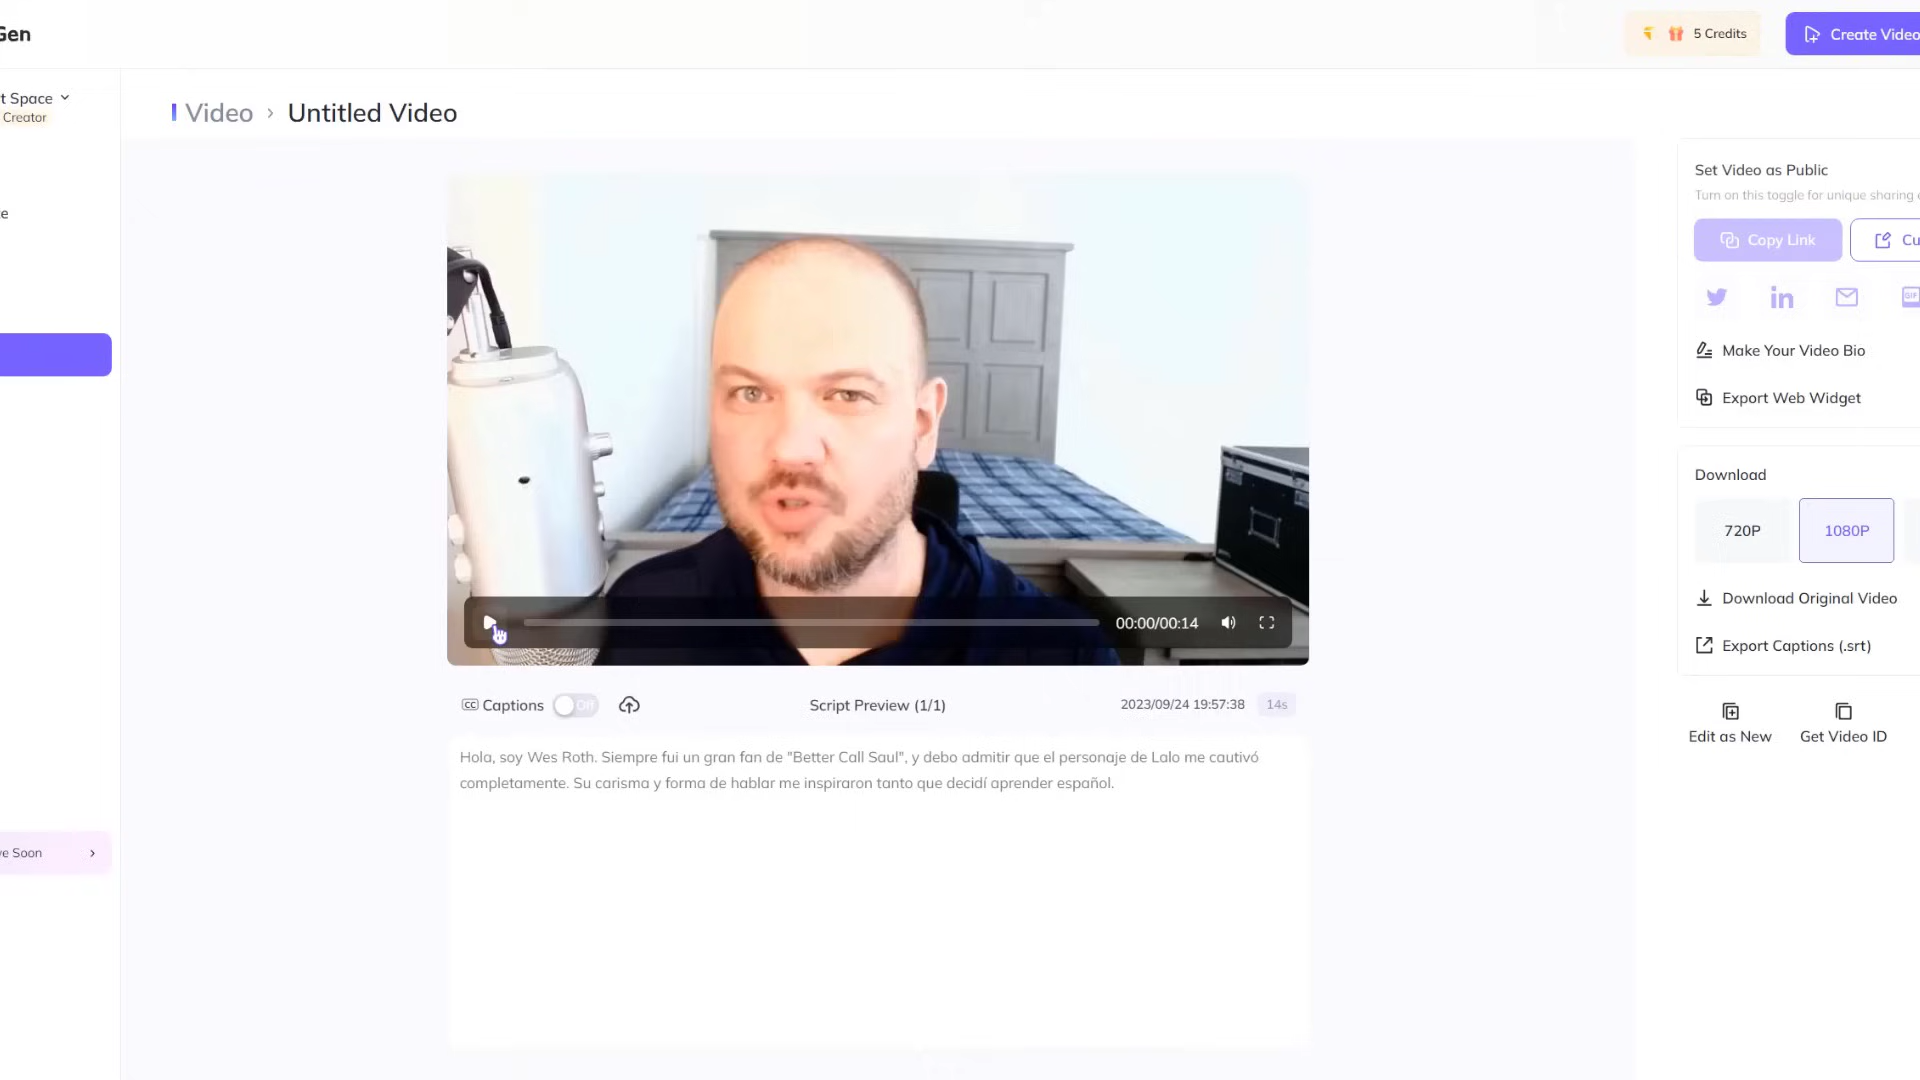 Gen
5 Credits
Create Video
t Space
Creator
Video › Untitled Video
Set Video as Public
Turn on this toggle for unique sharing
Copy Link
Cu
GIF
Make Your Video Bio
Export Web Widget
Download
720P
1080P
Download Original Video
Export Captions (.srt)
Edit as New
Get Video ID
00:00/00:14
CC Captions
Off
Script Preview (1/1)
2023/09/24 19:57:38
14s
Hola, soy Wes Roth. Siempre fui un gran fan de "Better Call Saul", y debo admitir que el personaje de Lalo me cautivó
completamente. Su carisma y forma de hablar me inspiraron tanto que decidí aprender español.
ve Soon